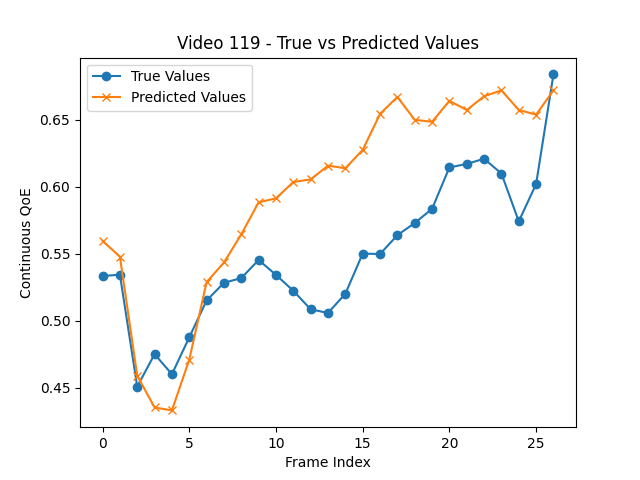 Video 119 - True vs Predicted Values
True Values
Predicted Values
Continuous QoE
0.65
0.60
0.55
0.50
0.45
0 5 10 15 20 25
Frame Index